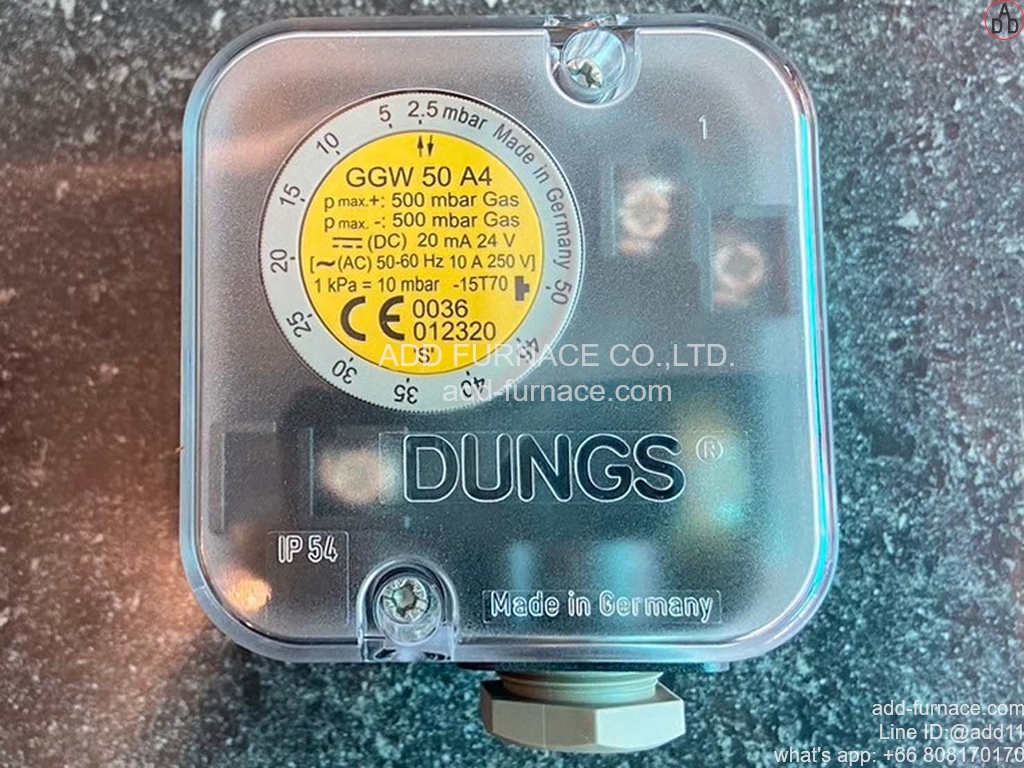 ADD
1
2.5 mbar Made in Germany 50
5
10
15
20
25
30
35
40
45
GGW 50 A4
p max.+: 500 mbar Gas
p max. -: 500 mbar Gas
(DC) 20 mA 24 V
[~(AC) 50-60 Hz 10 A 250 V]
1 kPa = 10 mbar -15T70
CE 0036
012320
'S'
ADD FURNACE CO.,LTD.
add-furnace.com
DUNGS®
IP 54
Made in Germany
add-furnace.com
Line ID:@add11
what's app: +66 808170170